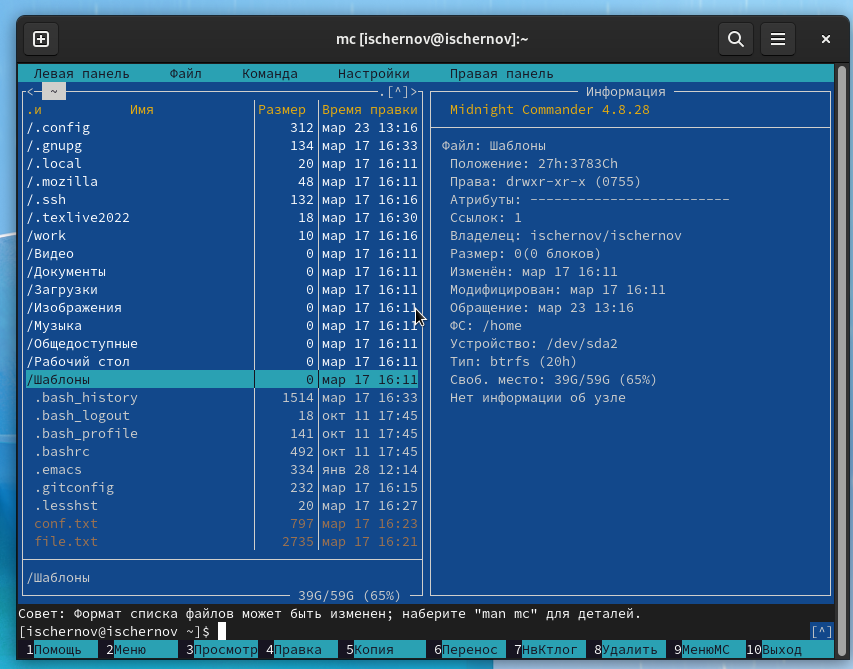 mc [ischernov@ischernov]:~
Левая панель Файл Команда Настройки Правая панель
<─ ~ .[^]>
.и Имя Размер Время правки
/.config 312 мар 23 13:16
/.gnupg 134 мар 17 16:33
/.local 20 мар 17 16:11
/.mozilla 48 мар 17 16:11
/.ssh 132 мар 17 16:16
/.texlive2022 18 мар 17 16:30
/work 10 мар 17 16:16
/Видео 0 мар 17 16:11
/Документы 0 мар 17 16:11
/Загрузки 0 мар 17 16:11
/Изображения 0 мар 17 16:11
/Музыка 0 мар 17 16:11
/Общедоступные 0 мар 17 16:11
/Рабочий стол 0 мар 17 16:11
/Шаблоны 0 мар 17 16:11
.bash_history 1514 мар 17 16:33
.bash_logout 18 окт 11 17:45
.bash_profile 141 окт 11 17:45
.bashrc 492 окт 11 17:45
.emacs 334 янв 28 12:14
.gitconfig 232 мар 17 16:15
.lesshst 20 мар 17 16:27
conf.txt 797 мар 17 16:23
file.txt 2735 мар 17 16:21
/Шаблоны
39G/59G (65%)
Информация
Midnight Commander 4.8.28
Файл: Шаблоны
Положение: 27h:3783Ch
Права: drwxr-xr-x (0755)
Атрибуты: -------------------------
Ссылок: 1
Владелец: ischernov/ischernov
Размер: 0(0 блоков)
Изменён: мар 17 16:11
Модифицирован: мар 17 16:11
Обращение: мар 23 13:16
ФС: /home
Устройство: /dev/sda2
Тип: btrfs (20h)
Своб. место: 39G/59G (65%)
Нет информации об узле
Совет: Формат списка файлов может быть изменен; наберите "man mc" для деталей.
[ischernov@ischernov ~]$ [^]
1Помощь 2Меню 3Просмотр 4Правка 5Копия 6Перенос 7НвКтлог 8Удалить 9МенюMC 10Выход